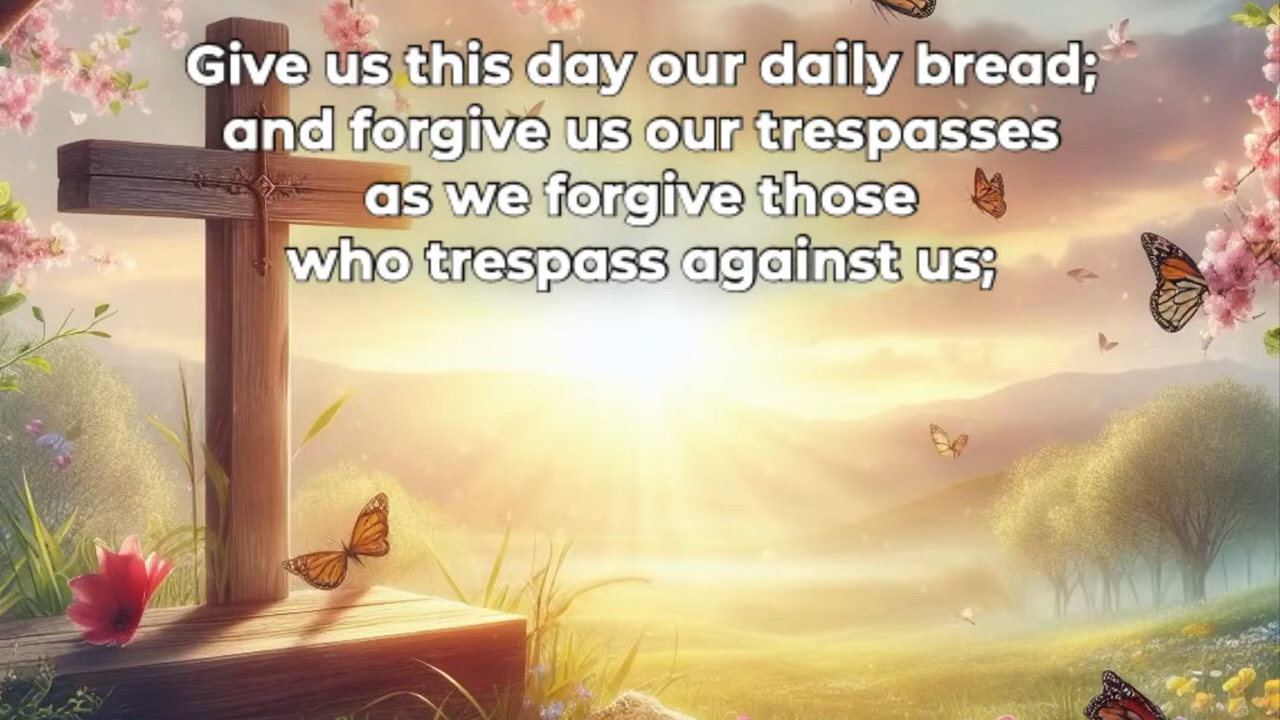 Give us this day our daily bread;
and forgive us our trespasses
as we forgive those
who trespass against us;